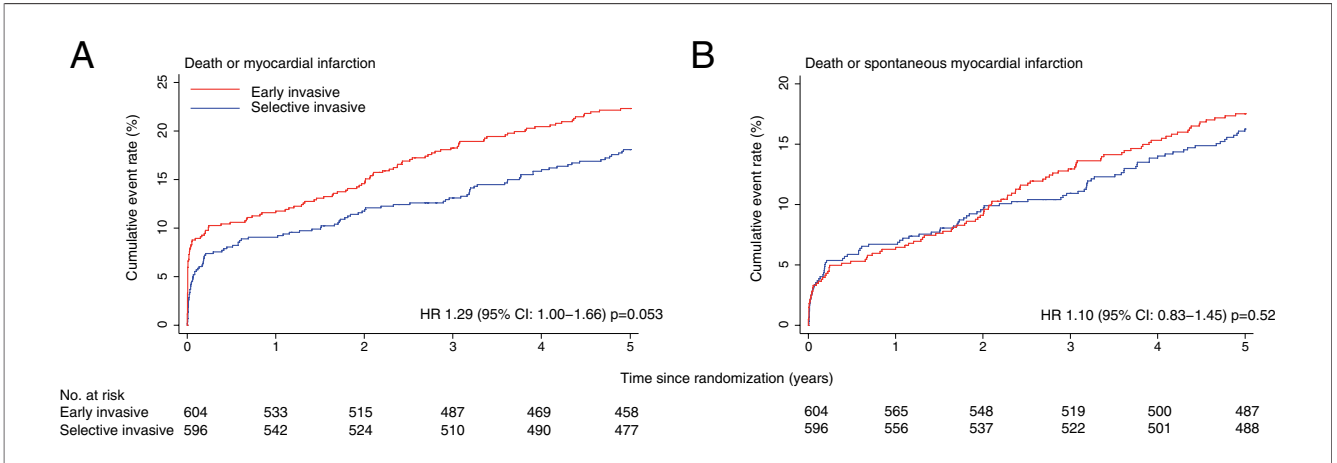 A
Death or myocardial infarction
Early invasive
Selective invasive
Cumulative event rate (%)
25
20
15
10
5
0
HR 1.29 (95% CI: 1.00–1.66) p=0.053
0 1 2 3 4 5
B
Death or spontaneous myocardial infarction
Cumulative event rate (%)
20
15
10
5
0
HR 1.10 (95% CI: 0.83–1.45) p=0.52
0 1 2 3 4 5
Time since randomization (years)
No. at risk
Early invasive 604 533 515 487 469 458 604 565 548 519 500 487
Selective invasive 596 542 524 510 490 477 596 556 537 522 501 488